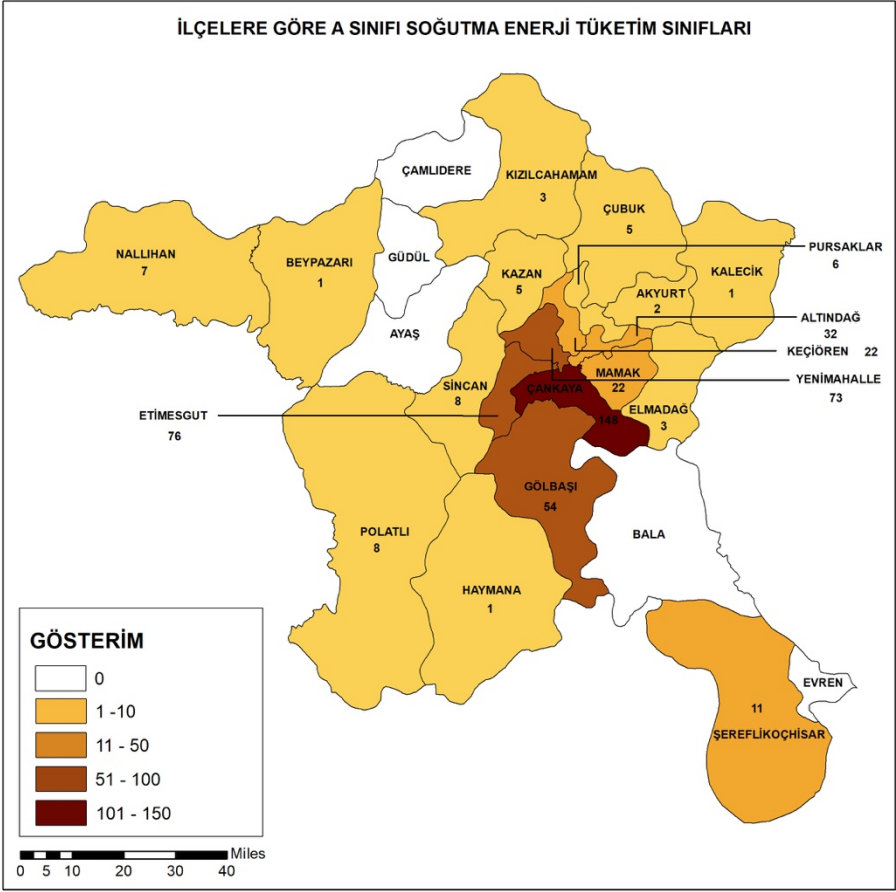 İLÇELERE GÖRE A SINIFI SOĞUTMA ENERJİ TÜKETİM SINIFLARI
ÇAMLIDERE
KIZILCAHAMAM
3
ÇUBUK
5
NALLIHAN
7
BEYPAZARI
1
GÜDÜL
KAZAN
5
PURSAKLAR
6
KALECİK
1
AKYURT
2
AYAŞ
ALTINDAĞ
32
KEÇİÖREN 22
YENİMAHALLE
73
SİNCAN
8
ÇANKAYA
148
MAMAK
22
ELMADAĞ
3
ETİMESGUT
76
GÖLBAŞI
54
POLATLI
8
BALA
HAYMANA
1
EVREN
11
ŞEREFLİKOÇHİSAR
GÖSTERİM
0
1 -10
11 - 50
51 - 100
101 - 150
Miles
0 5 10 20 30 40